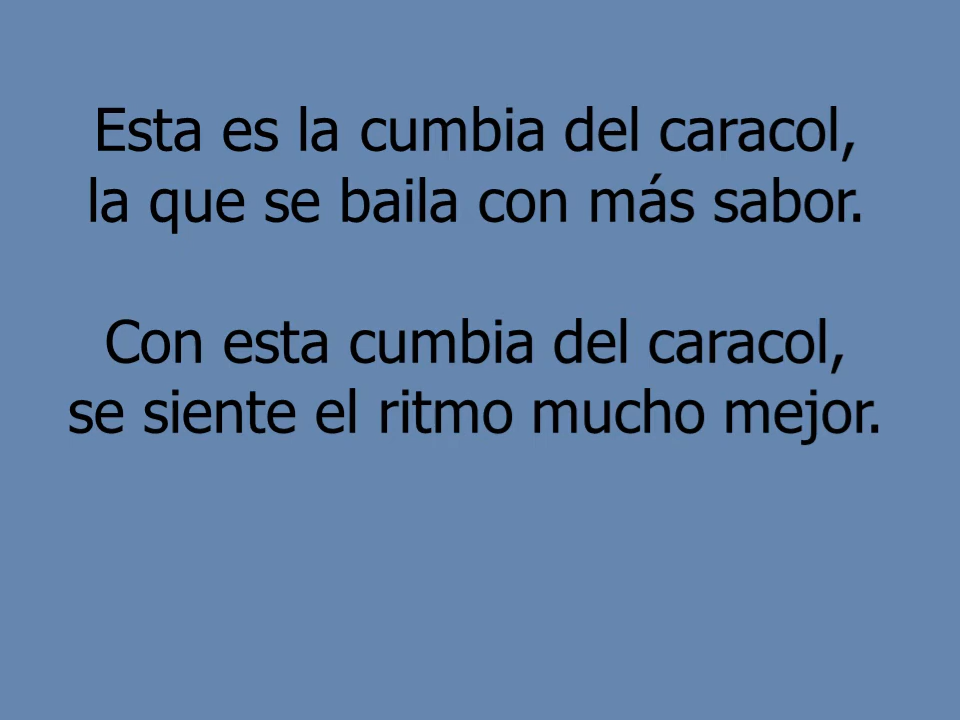 Esta es la cumbia del caracol,
la que se baila con más sabor.
Con esta cumbia del caracol,
se siente el ritmo mucho mejor.